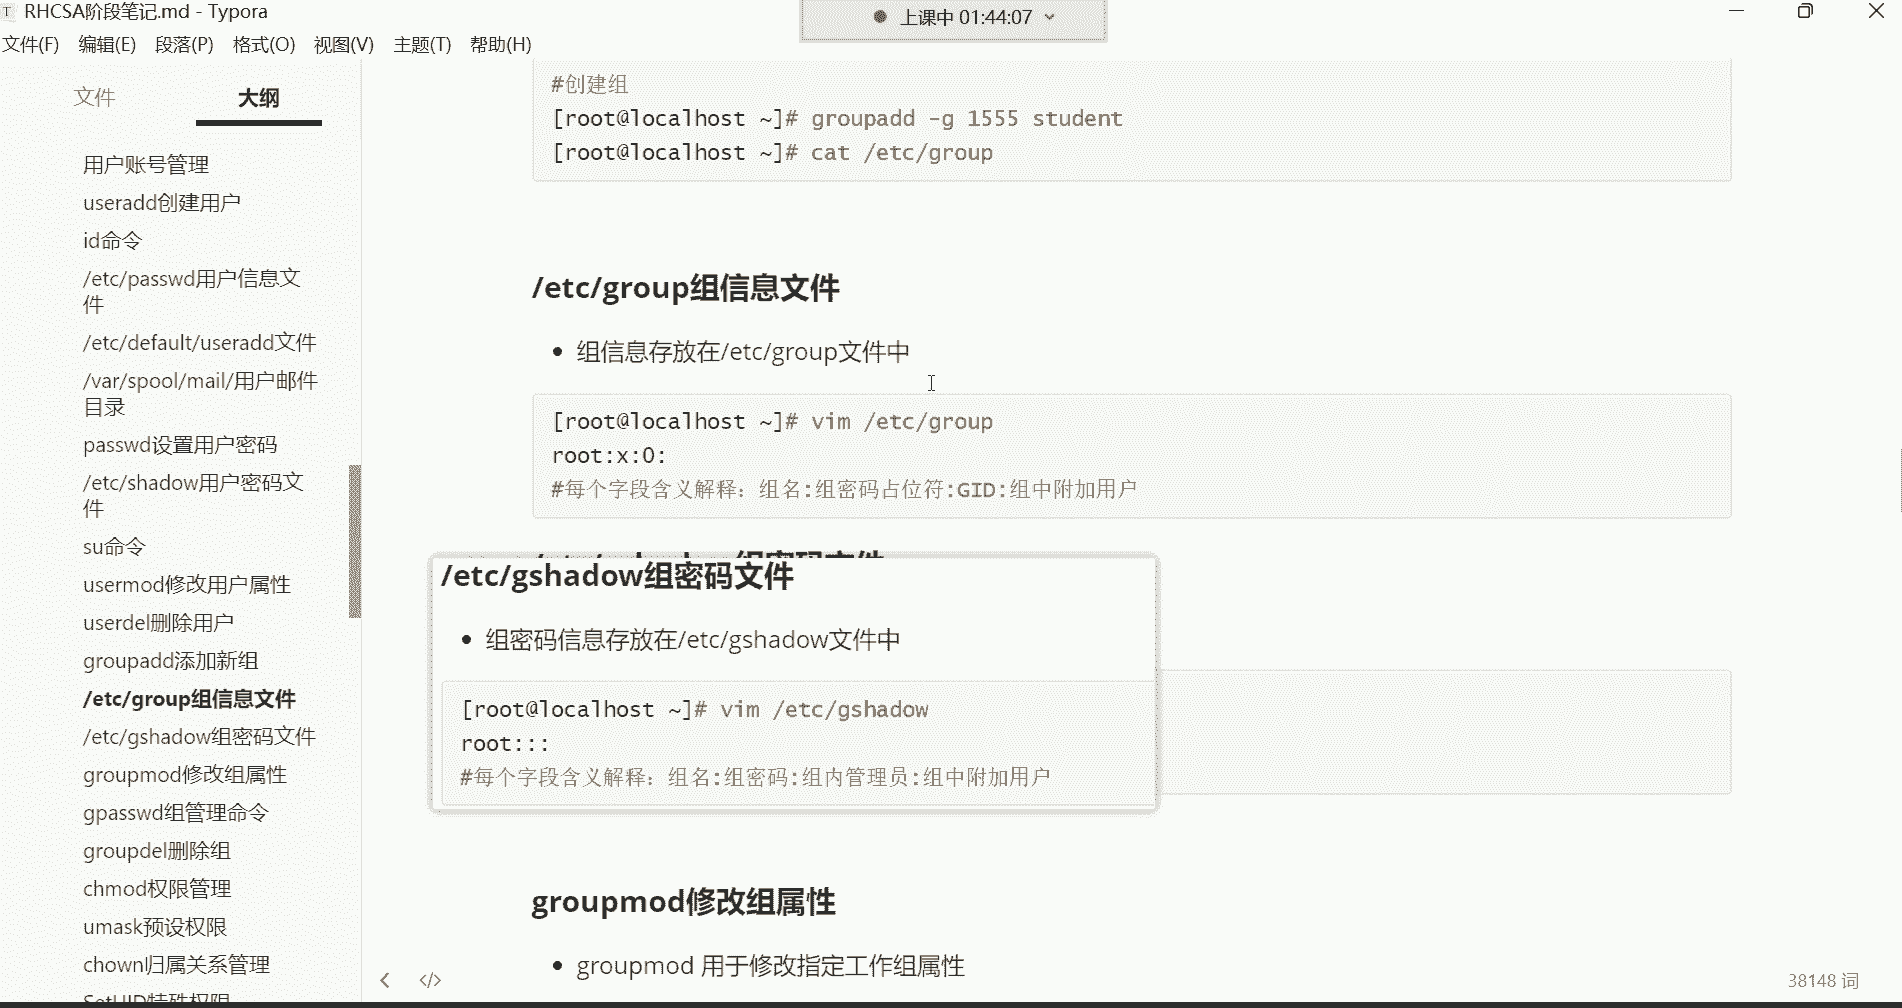 RHCSA阶段笔记.md - Typora
上课中 01:44:07
文件(F) 编辑(E) 段落(P) 格式(O) 视图(V) 主题(T) 帮助(H)
文件 大纲
用户账号管理
useradd创建用户
id命令
/etc/passwd用户信息文
件
/etc/default/useradd文件
/var/spool/mail/用户邮件
目录
passwd设置用户密码
/etc/shadow用户密码文
件
su命令
usermod修改用户属性
userdel删除用户
groupadd添加新组
/etc/group组信息文件
/etc/gshadow组密码文件
groupmod修改组属性
gpasswd组管理命令
groupdel删除组
chmod权限管理
umask预设权限
chown归属关系管理
SetUID特殊权限
#创建组
[root@localhost ~]# groupadd -g 1555 student
[root@localhost ~]# cat /etc/group
/etc/group组信息文件
组信息存放在/etc/group文件中
[root@localhost ~]# vim /etc/group
root:x:0:
#每个字段含义解释：组名:组密码占位符:GID:组中附加用户
/etc/gshadow组密码文件
组密码信息存放在/etc/gshadow文件中
[root@localhost ~]# vim /etc/gshadow
root:::
#每个字段含义解释：组名:组密码:组内管理员:组中附加用户
groupmod修改组属性
groupmod 用于修改指定工作组属性
38148 词